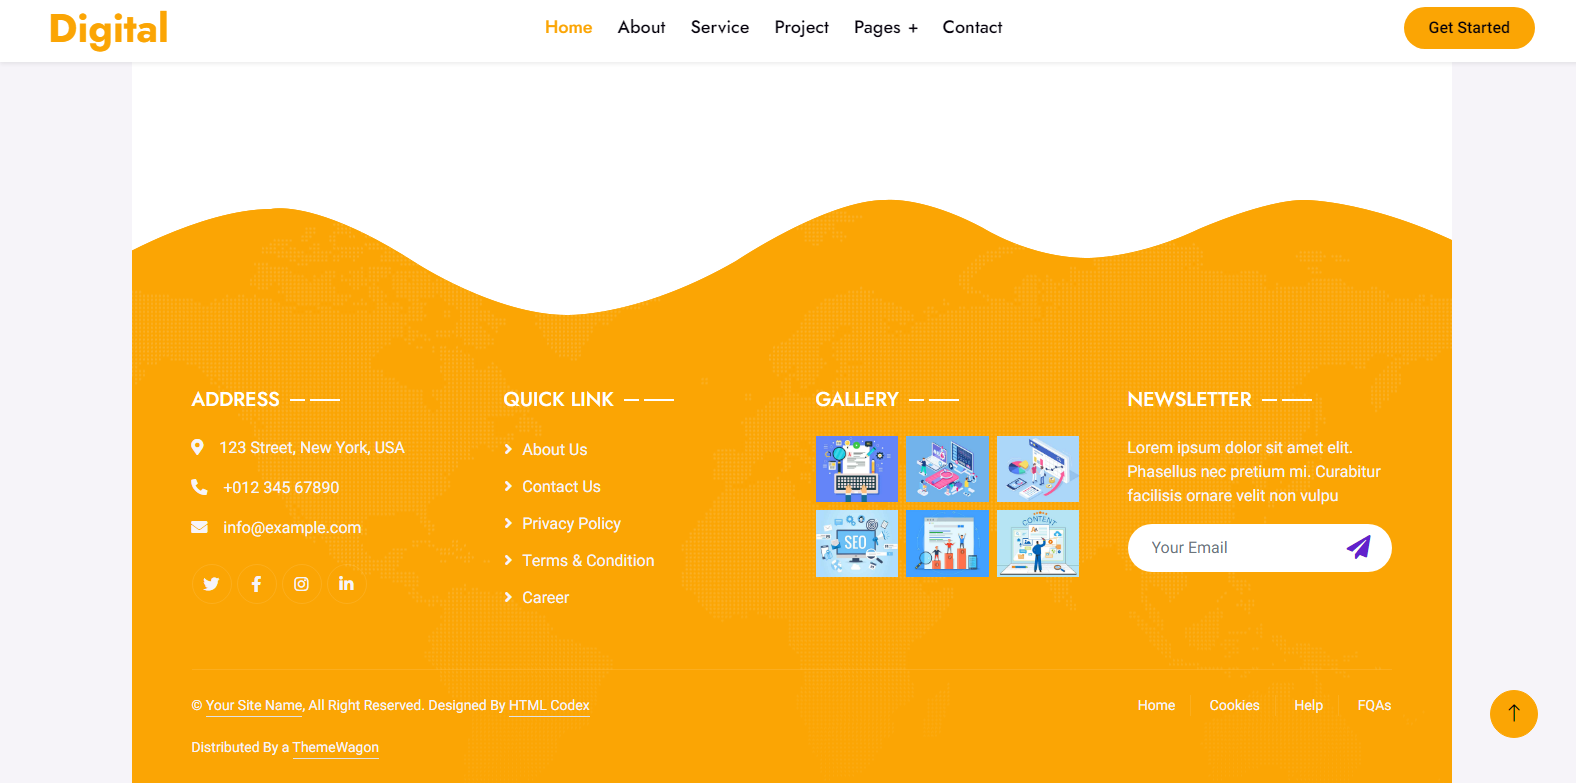 Digital
Home About Service Project Pages + Contact
Get Started
ADDRESS
123 Street, New York, USA
+012 345 67890
info@example.com
QUICK LINK
About Us
Contact Us
Privacy Policy
Terms & Condition
Career
GALLERY
SEO
CONTENT
NEWSLETTER
Lorem ipsum dolor sit amet elit.
Phasellus nec pretium mi. Curabitur
facilisis ornare velit non vulpu
Your Email
© Your Site Name, All Right Reserved. Designed By HTML Codex
Distributed By a ThemeWagon
Home Cookies Help FQAs